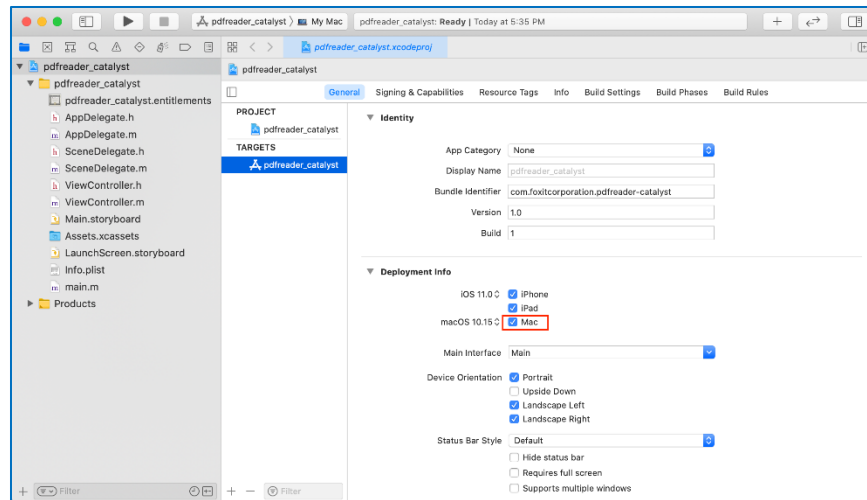 pdfreader_catalyst 〉 My Mac
pdfreader_catalyst: Ready | Today at 5:35 PM
pdfreader_catalyst.xcodeproj
pdfreader_catalyst
pdfreader_catalyst
pdfreader_catalyst.entitlements
AppDelegate.h
AppDelegate.m
SceneDelegate.h
SceneDelegate.m
ViewController.h
ViewController.m
Main.storyboard
Assets.xcassets
LaunchScreen.storyboard
Info.plist
main.m
Products
Filter
pdfreader_catalyst
General Signing & Capabilities Resource Tags Info Build Settings Build Phases Build Rules
PROJECT
pdfreader_catalyst
TARGETS
pdfreader_catalyst
Filter
Identity
App Category None
Display Name pdfreader_catalyst
Bundle Identifier com.foxitcorporation.pdfreader-catalyst
Version 1.0
Build 1
Deployment Info
iOS 11.0 iPhone
iPad
macOS 10.15 Mac
Main Interface Main
Device Orientation Portrait
Upside Down
Landscape Left
Landscape Right
Status Bar Style Default
Hide status bar
Requires full screen
Supports multiple windows